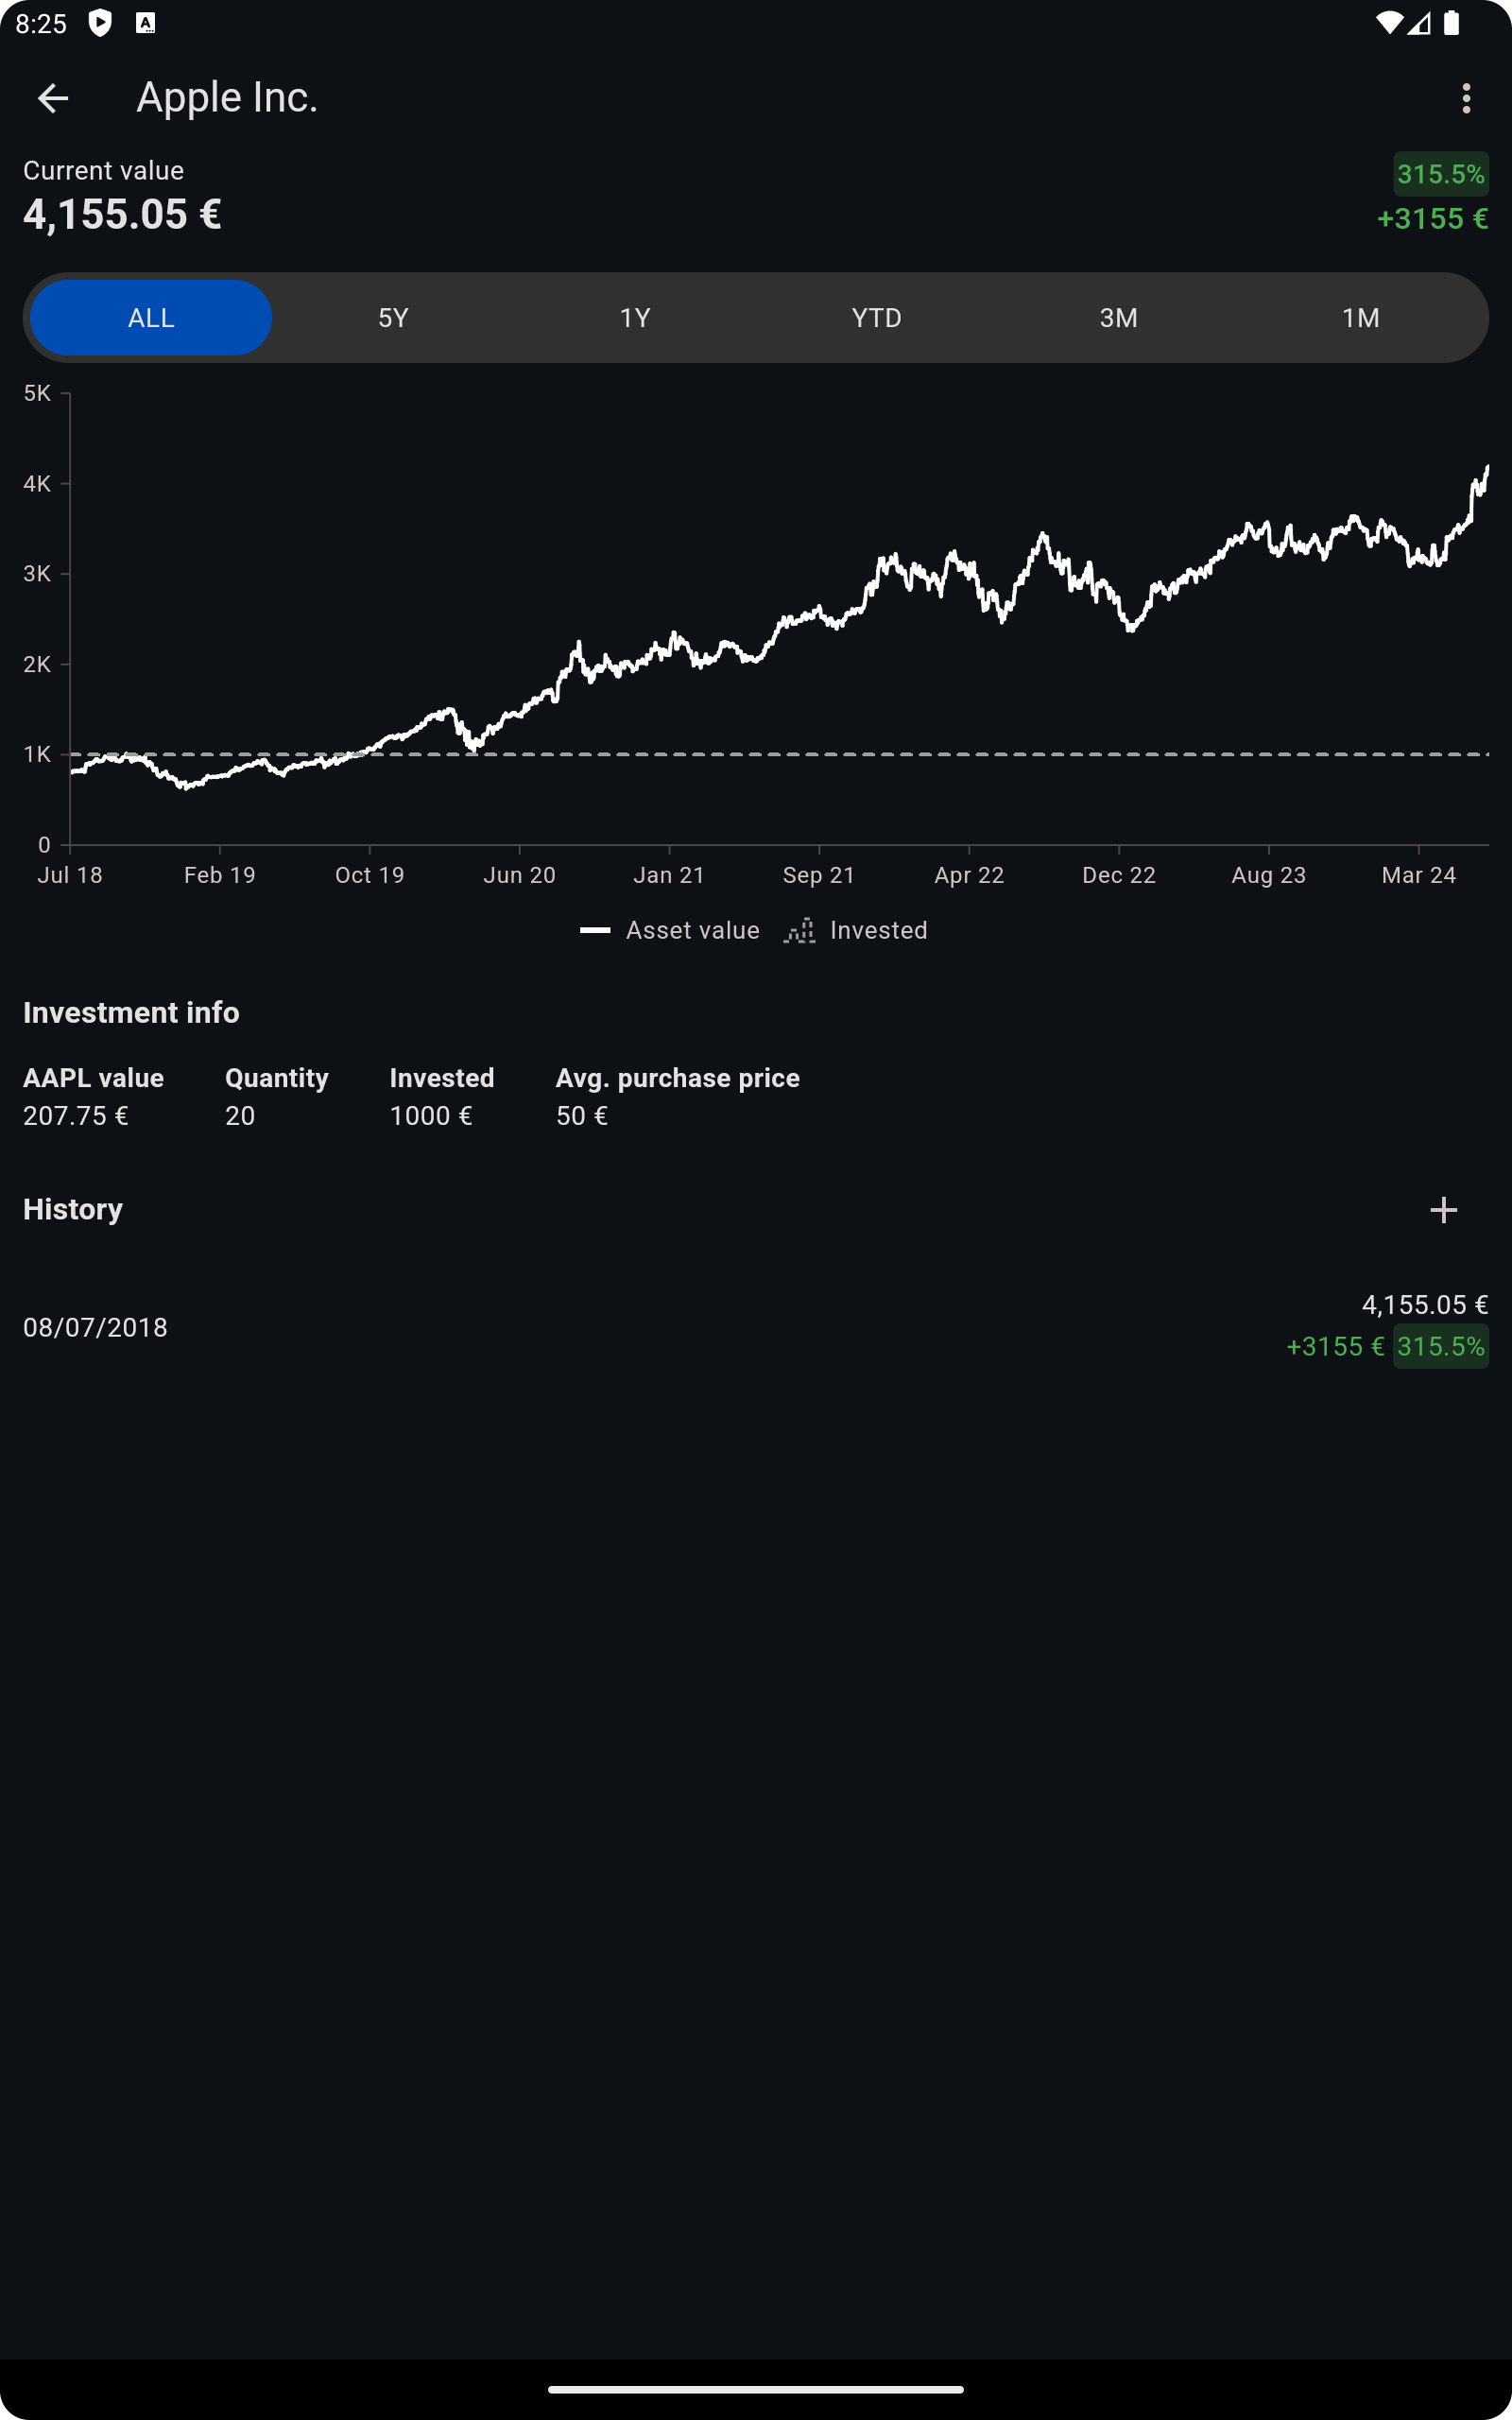 8:25
Apple Inc.
Current value
315.5%
4,155.05 €
+3155 €
ALL 5Y 1Y YTD 3M 1M
5K
4K
3K
2K
1K
0
Jul 18 Feb 19 Oct 19 Jun 20 Jan 21 Sep 21 Apr 22 Dec 22 Aug 23 Mar 24
Asset value Invested
Investment info
AAPL value Quantity Invested Avg. purchase price
207.75 € 20 1000 € 50 €
History
08/07/2018
4,155.05 €
+3155 € 315.5%